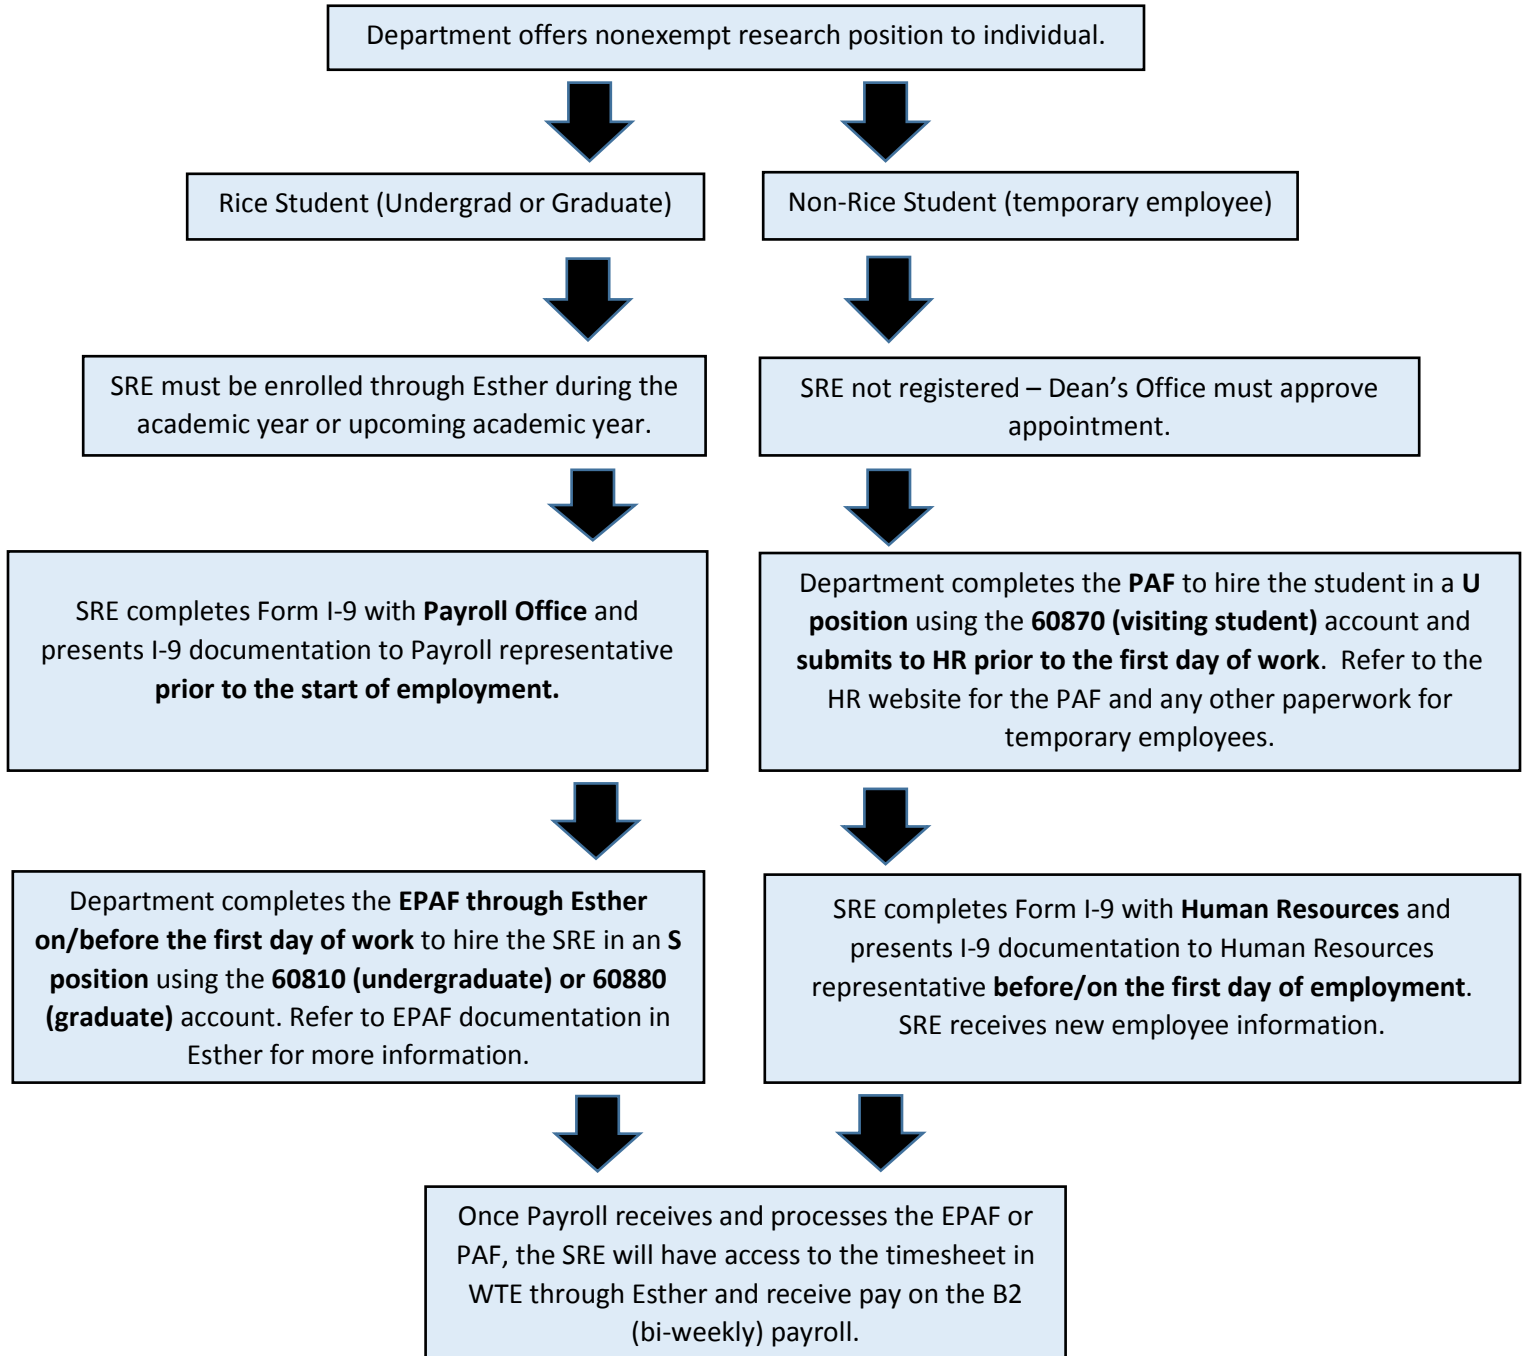 Department offers nonexempt research position to individual.
Rice Student (Undergrad or Graduate)
Non-Rice Student (temporary employee)
SRE must be enrolled through Esther during the
academic year or upcoming academic year.
SRE not registered – Dean's Office must approve
appointment.
SRE completes Form I-9 with Payroll Office and
presents I-9 documentation to Payroll representative
prior to the start of employment.
Department completes the PAF to hire the student in a U
position using the 60870 (visiting student) account and
submits to HR prior to the first day of work.  Refer to the
HR website for the PAF and any other paperwork for
temporary employees.
Department completes the EPAF through Esther
on/before the first day of work to hire the SRE in an S
position using the 60810 (undergraduate) or 60880
(graduate) account. Refer to EPAF documentation in
Esther for more information.
SRE completes Form I-9 with Human Resources and
presents I-9 documentation to Human Resources
representative before/on the first day of employment.
SRE receives new employee information.
Once Payroll receives and processes the EPAF or
PAF, the SRE will have access to the timesheet in
WTE through Esther and receive pay on the B2
(bi-weekly) payroll.